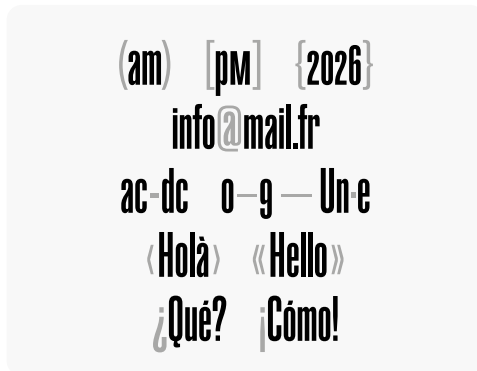 (am) [pm] {2026}
info@mail.fr
ac-dc o–g — Un·e
‹Holà› «Hello»
¿Qué? ¡Cómo!